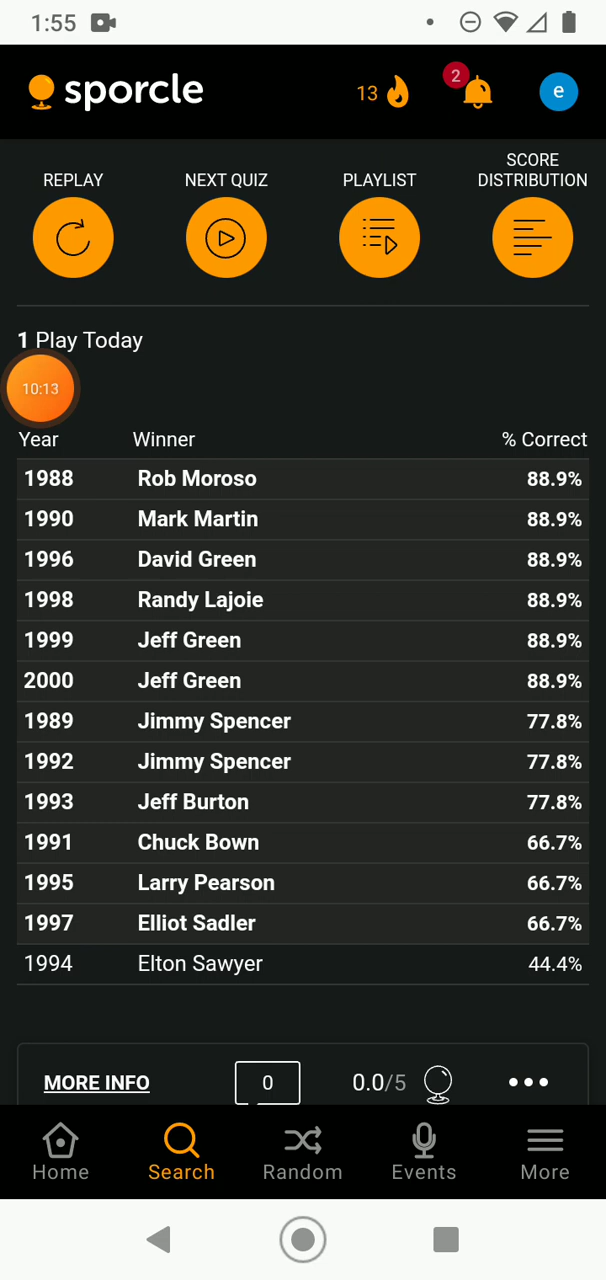 1:55
sporcle
13
2
e
REPLAY
NEXT QUIZ
PLAYLIST
SCORE
DISTRIBUTION
1 Play Today
10:13
Year Winner % Correct
1988 Rob Moroso 88.9%
1990 Mark Martin 88.9%
1996 David Green 88.9%
1998 Randy Lajoie 88.9%
1999 Jeff Green 88.9%
2000 Jeff Green 88.9%
1989 Jimmy Spencer 77.8%
1992 Jimmy Spencer 77.8%
1993 Jeff Burton 77.8%
1991 Chuck Bown 66.7%
1995 Larry Pearson 66.7%
1997 Elliot Sadler 66.7%
1994 Elton Sawyer 44.4%
MORE INFO 0 0.0/5
Home Search Random Events More